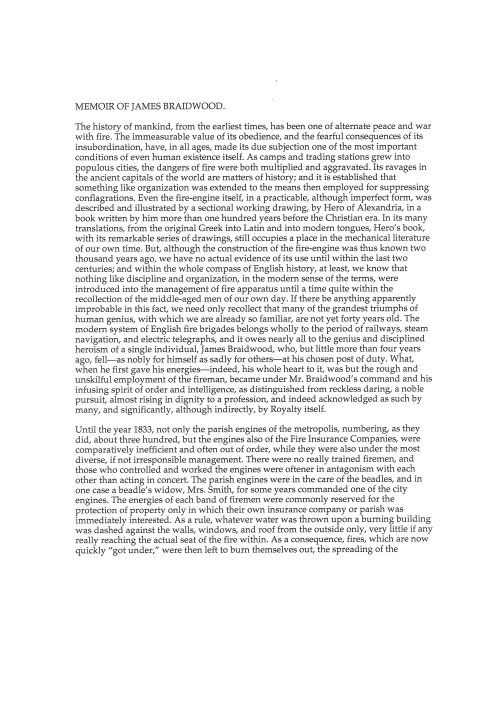 MEMOIR OF JAMES BRAIDWOOD.
The history of mankind, from the earliest times, has been one of alternate peace and war
with fire. The immeasurable value of its obedience, and the fearful consequences of its
insubordination, have, in all ages, made its due subjection one of the most important
conditions of even human existence itself. As camps and trading stations grew into
populous cities, the dangers of fire were both multiplied and aggravated. Its ravages in
the ancient capitals of the world are matters of history; and it is established that
something like organization was extended to the means then employed for suppressing
conflagrations. Even the fire-engine itself, in a practicable, although imperfect form, was
described and illustrated by a sectional working drawing, by Hero of Alexandria, in a
book written by him more than one hundred years before the Christian era. In its many
translations, from the original Greek into Latin and into modern tongues, Hero's book,
with its remarkable series of drawings, still occupies a place in the mechanical literature
of our own time. But, although the construction of the fire-engine was thus known two
thousand years ago, we have no actual evidence of its use until within the last two
centuries; and within the whole compass of English history, at least, we know that
nothing like discipline and organization, in the modern sense of the terms, were
introduced into the management of fire apparatus until a time quite within the
recollection of the middle-aged men of our own day. If there be anything apparently
improbable in this fact, we need only recollect that many of the grandest triumphs of
human genius, with which we are already so familiar, are not yet forty years old. The
modern system of English fire brigades belongs wholly to the period of railways, steam
navigation, and electric telegraphs, and it owes nearly all to the genius and disciplined
heroism of a single individual, James Braidwood, who, but little more than four years
ago, fell—as nobly for himself as sadly for others—at his chosen post of duty. What,
when he first gave his energies—indeed, his whole heart to it, was but the rough and
unskilful employment of the fireman, became under Mr. Braidwood's command and his
infusing spirit of order and intelligence, as distinguished from reckless daring, a noble
pursuit, almost rising in dignity to a profession, and indeed acknowledged as such by
many, and significantly, although indirectly, by Royalty itself.
Until the year 1833, not only the parish engines of the metropolis, numbering, as they
did, about three hundred, but the engines also of the Fire Insurance Companies, were
comparatively inefficient and often out of order, while they were also under the most
diverse, if not irresponsible management. There were no really trained firemen, and
those who controlled and worked the engines were oftener in antagonism with each
other than acting in concert. The parish engines were in the care of the beadles, and in
one case a beadle's widow, Mrs. Smith, for some years commanded one of the city
engines. The energies of each band of firemen were commonly reserved for the
protection of property only in which their own insurance company or parish was
immediately interested. As a rule, whatever water was thrown upon a burning building
was dashed against the walls, windows, and roof from the outside only, very little if any
really reaching the actual seat of the fire within. As a consequence, fires, which are now
quickly "got under," were then left to burn themselves out, the spreading of the